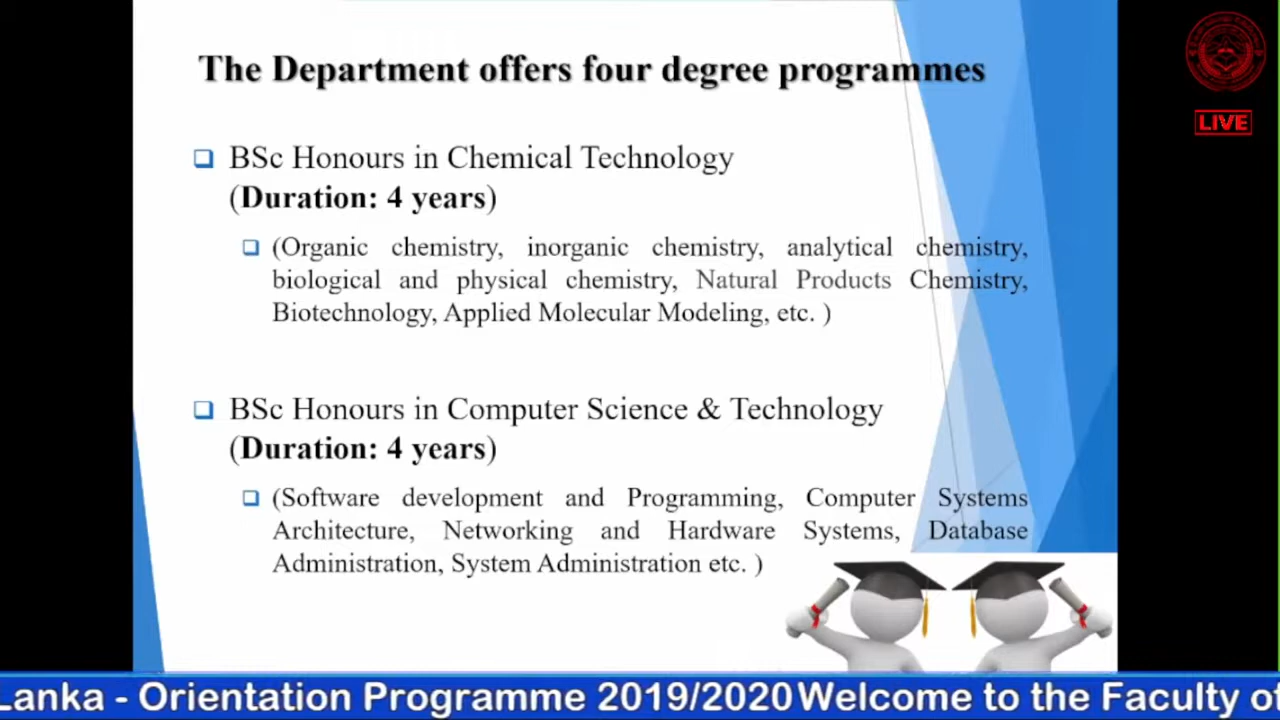 The Department offers four degree programmes
LIVE
BSc Honours in Chemical Technology
(Duration: 4 years)
(Organic chemistry, inorganic chemistry, analytical chemistry,
biological and physical chemistry, Natural Products Chemistry,
Biotechnology, Applied Molecular Modeling, etc. )
BSc Honours in Computer Science & Technology
(Duration: 4 years)
(Software development and Programming, Computer Systems
Architecture, Networking and Hardware Systems, Database
Administration, System Administration etc. )
Lanka - Orientation Programme 2019/2020 Welcome to the Faculty of